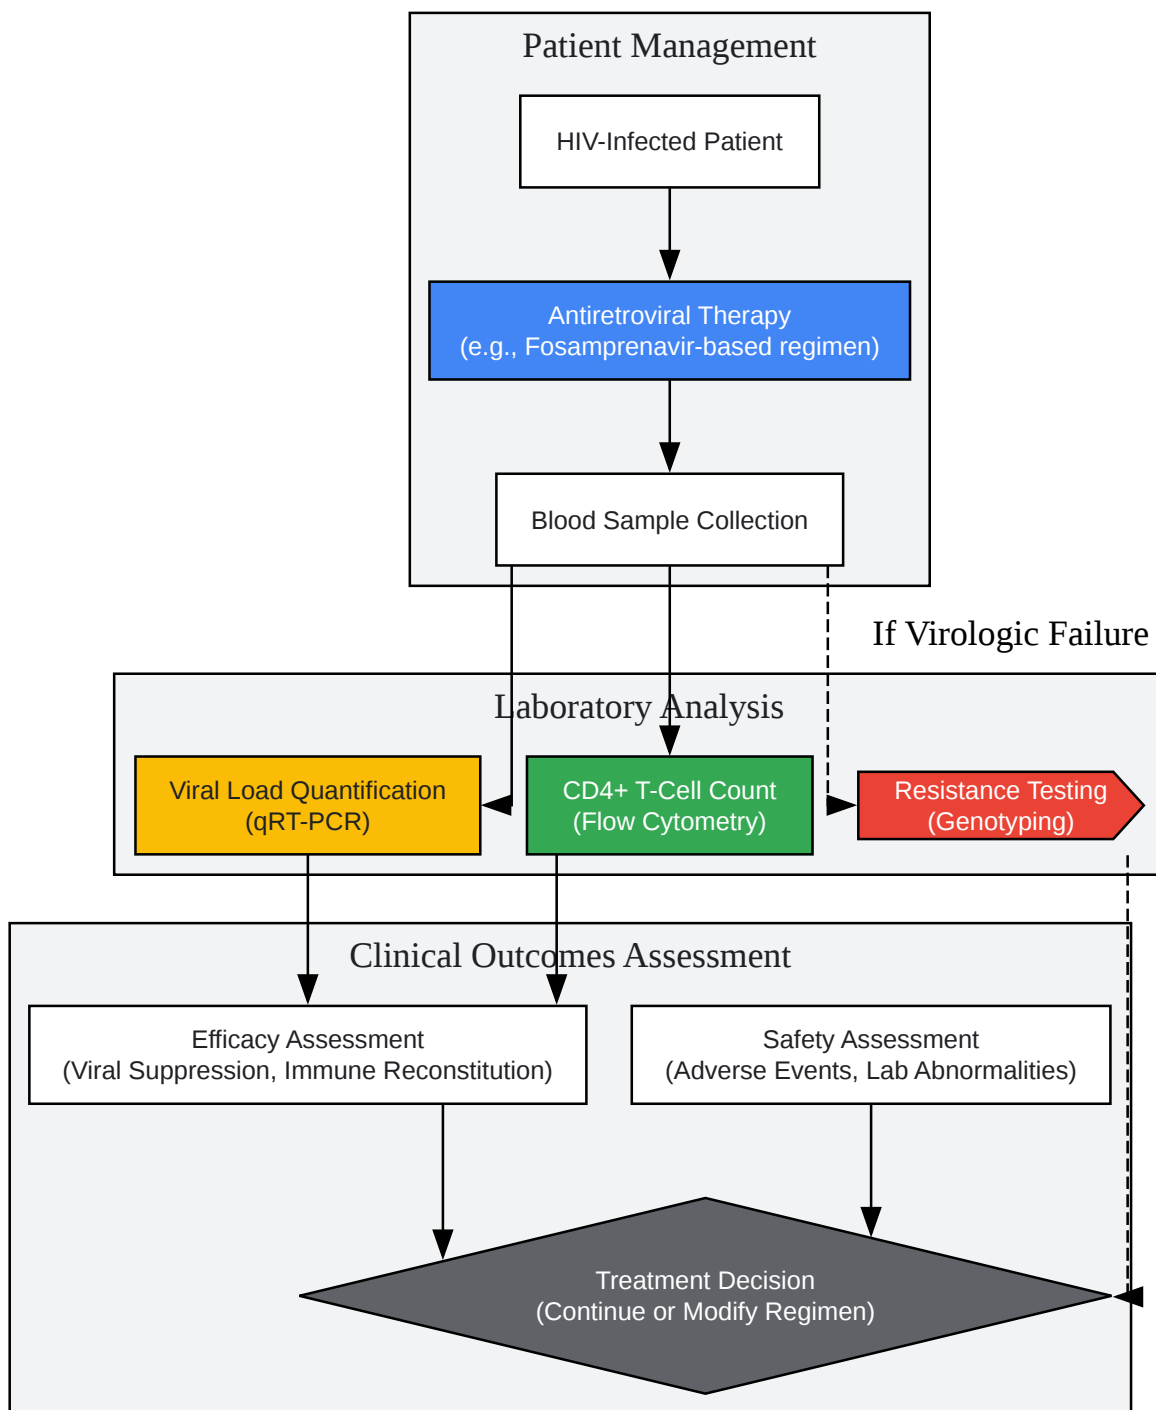 Patient Management
HIV-Infected Patient
Antiretroviral Therapy
(e.g., Fosamprenavir-based regimen)
Blood Sample Collection
If Virologic Failure
Laboratory Analysis
Viral Load Quantification
(qRT-PCR)
CD4+ T-Cell Count
(Flow Cytometry)
Resistance Testing
(Genotyping)
Clinical Outcomes Assessment
Efficacy Assessment
(Viral Suppression, Immune Reconstitution)
Safety Assessment
(Adverse Events, Lab Abnormalities)
Treatment Decision
(Continue or Modify Regimen)